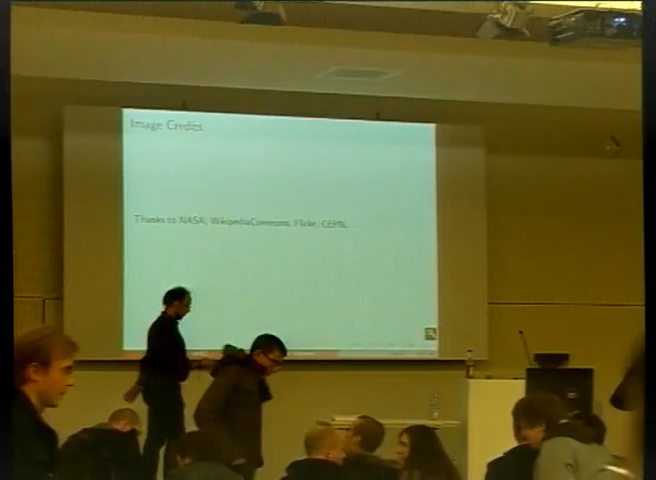 Image Credits
Thanks to NASA, WikipediaCommons, Flickr, CERN,...